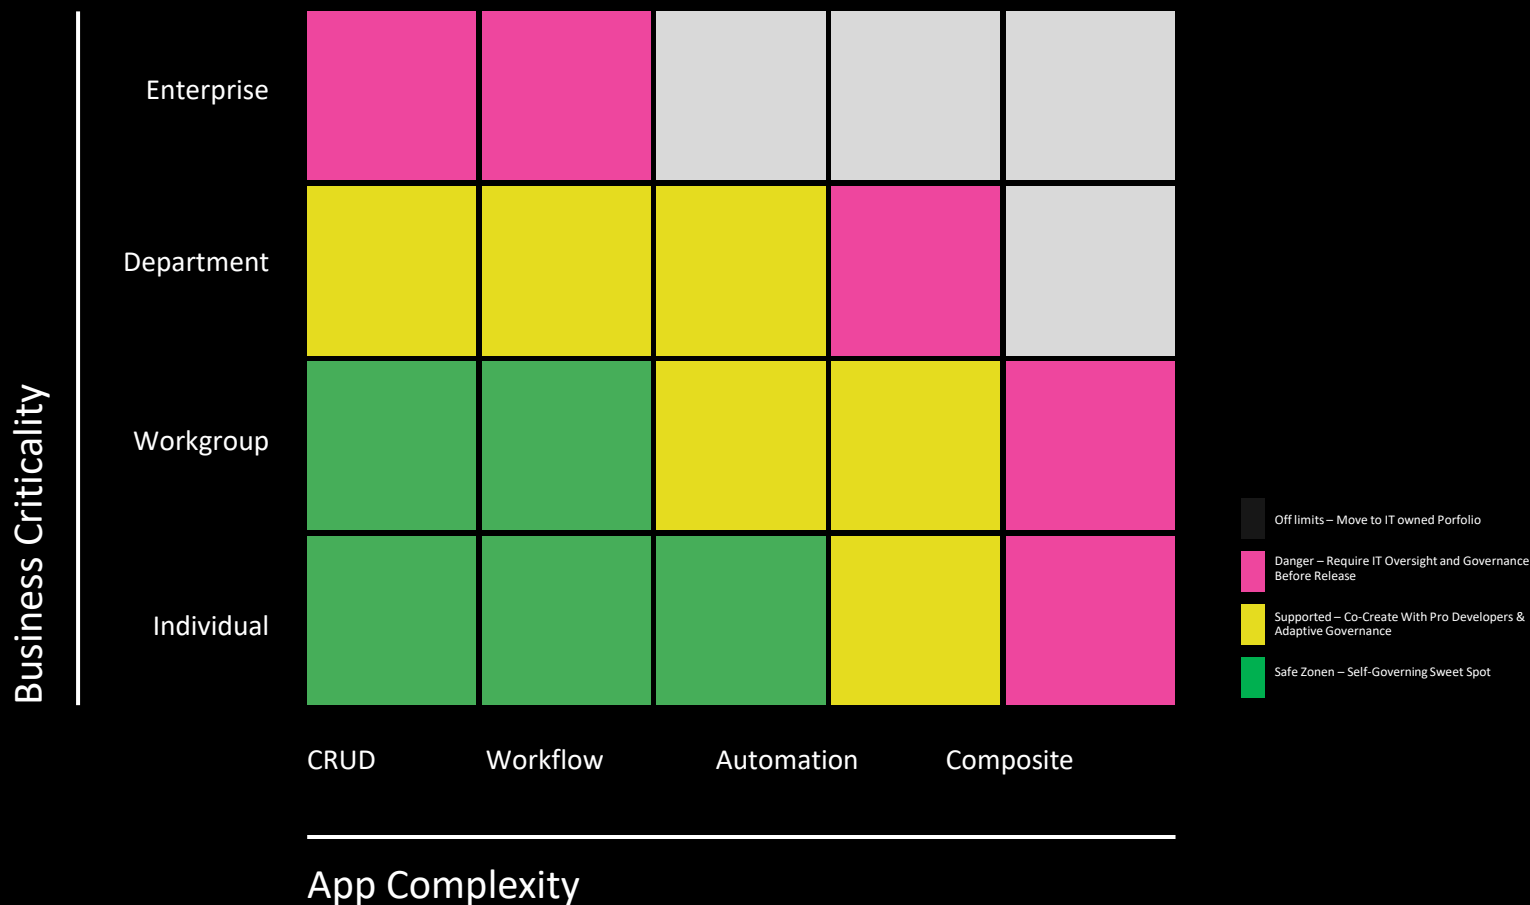 Enterprise
Department
Workgroup
Individual
Business Criticality
CRUD
Workflow
Automation
Composite
App Complexity
Off limits – Move to IT owned Porfolio
Danger – Require IT Oversight and Governance
Before Release
Supported – Co-Create With Pro Developers &
Adaptive Governance
Safe Zonen – Self-Governing Sweet Spot